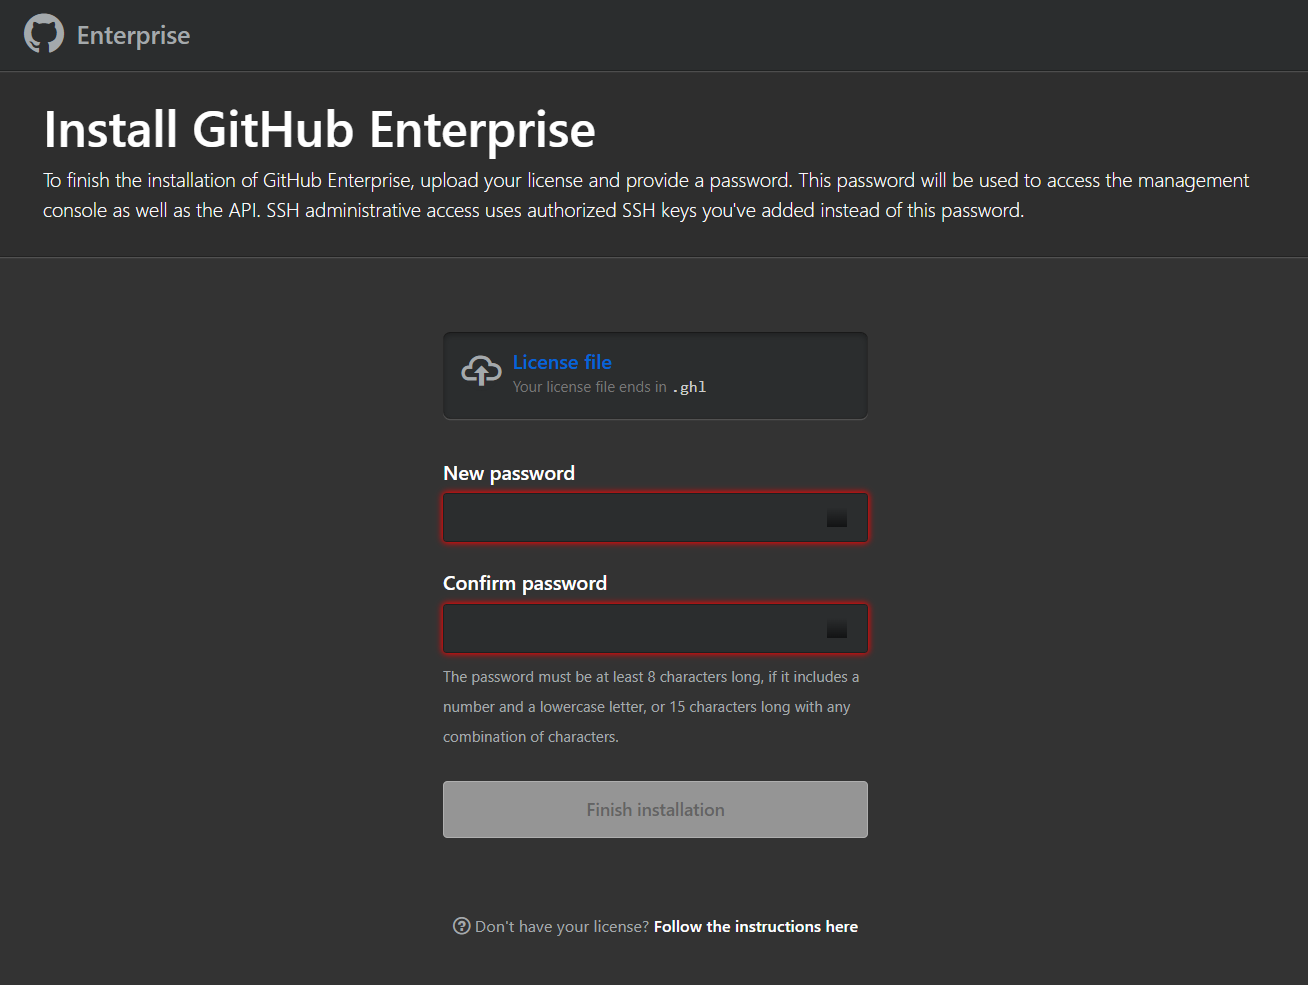 Enterprise
Install GitHub Enterprise
To finish the installation of GitHub Enterprise, upload your license and provide a password. This password will be used to access the management
console as well as the API. SSH administrative access uses authorized SSH keys you've added instead of this password.
License file
Your license file ends in .ghl
New password
Confirm password
The password must be at least 8 characters long, if it includes a
number and a lowercase letter, or 15 characters long with any
combination of characters.
Finish installation
Don't have your license? Follow the instructions here